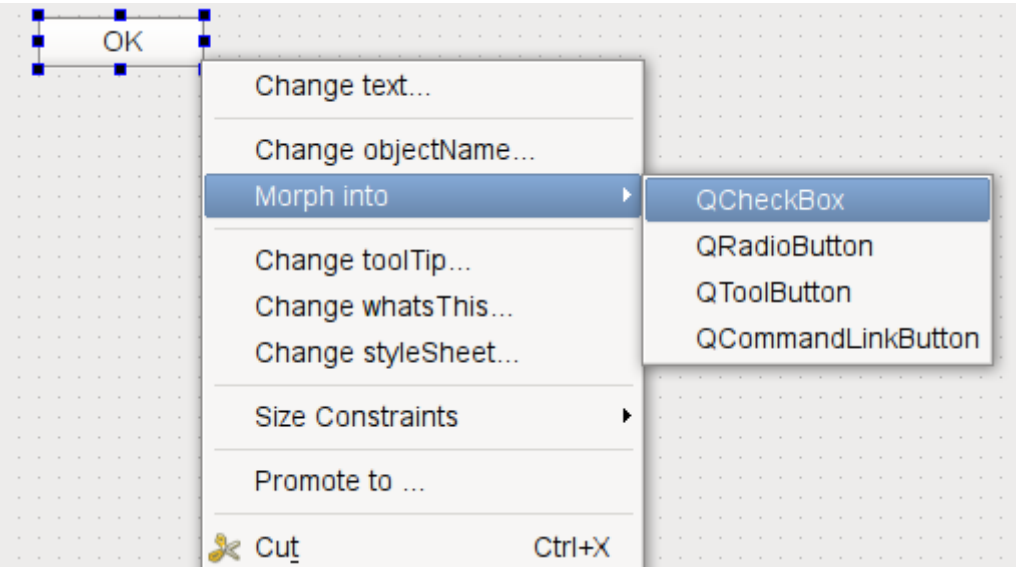 OK
Change text...
Change objectName...
Morph into
QCheckBox
QRadioButton
QToolButton
QCommandLinkButton
Change toolTip...
Change whatsThis...
Change styleSheet...
Size Constraints
Promote to ...
Cut Ctrl+X